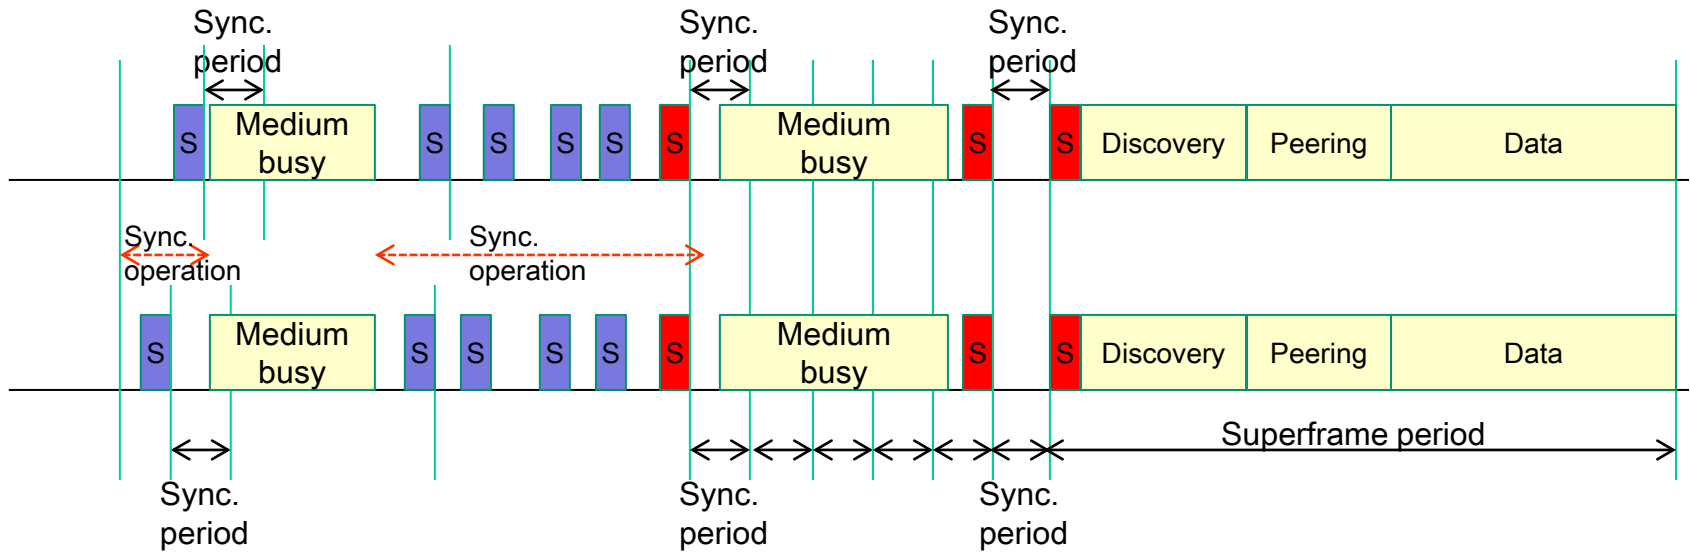 Sync.
period
Sync.
period
Sync.
period
S
Medium
busy
S
S
S
S
S
Medium
busy
S
S
Discovery
Peering
Data
Sync.
operation
Sync.
operation
S
Medium
busy
S
S
S
S
S
Medium
busy
S
S
Discovery
Peering
Data
Superframe period
Sync.
period
Sync.
period
Sync.
period